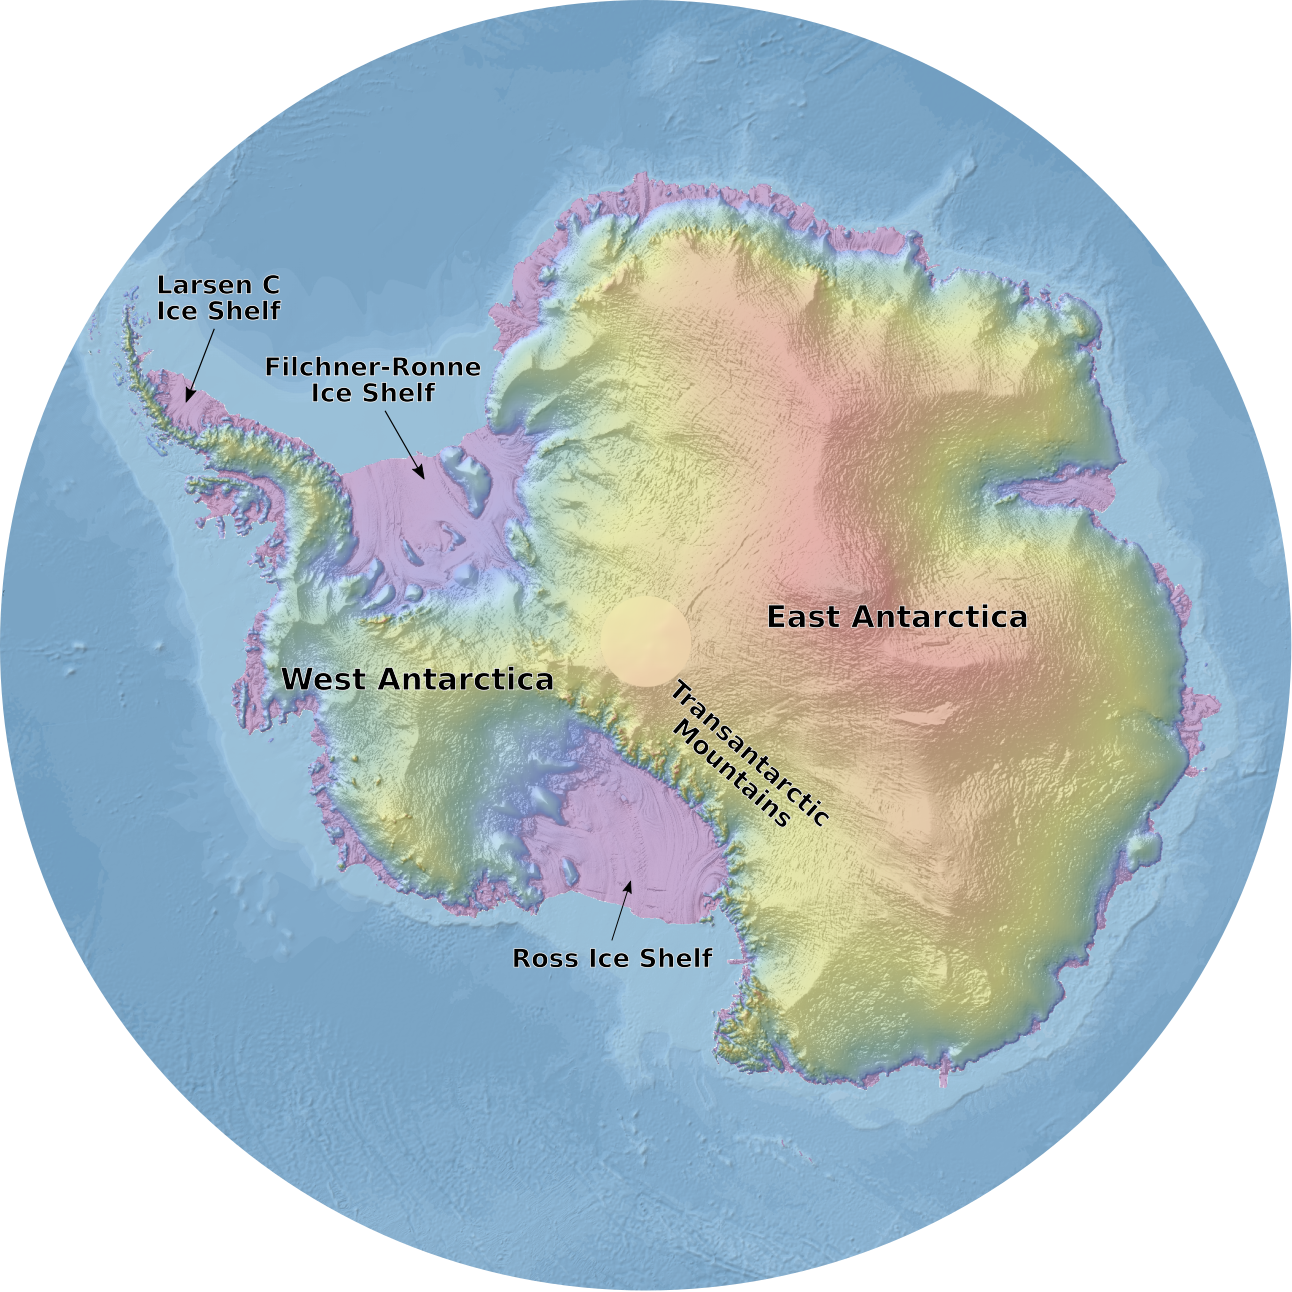 Larsen C
Ice Shelf
Filchner-Ronne
Ice Shelf
East Antarctica
West Antarctica
Transantarctic
Mountains
Ross Ice Shelf